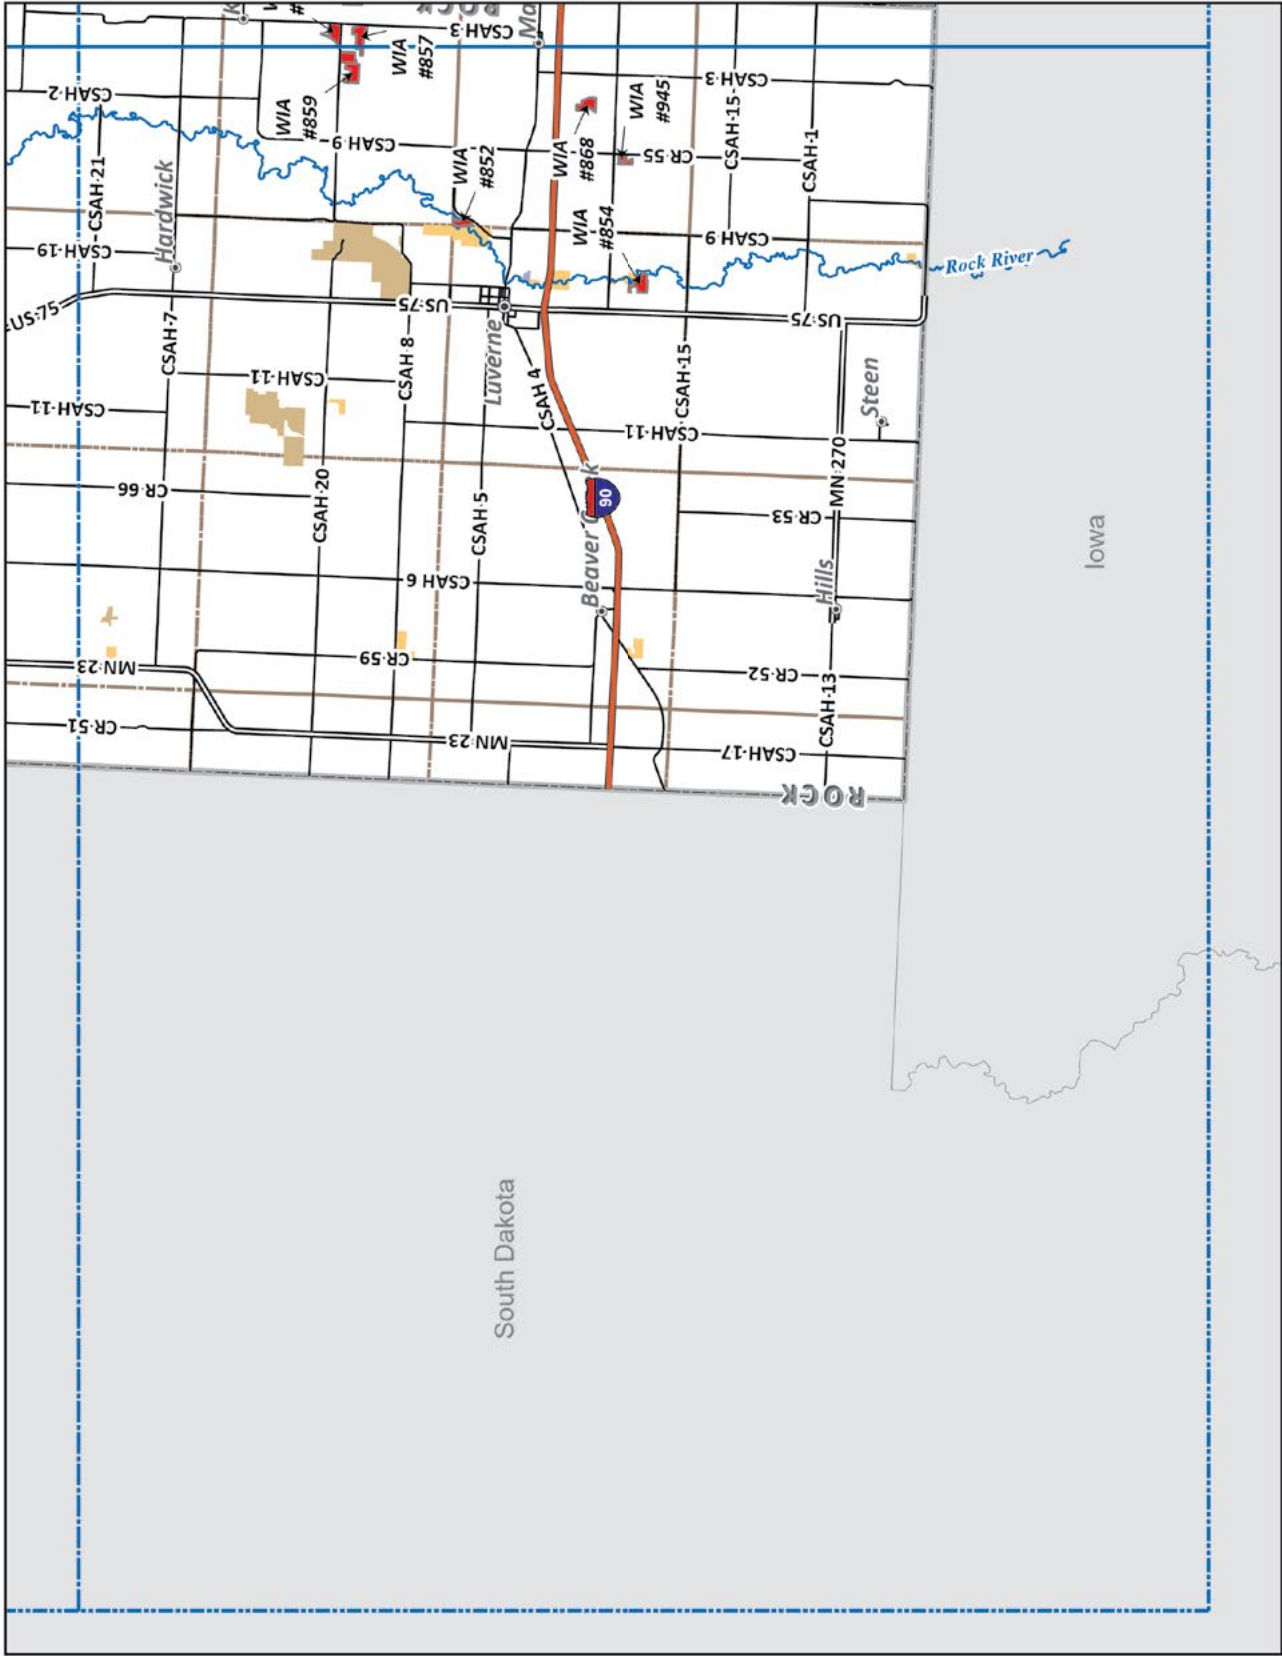 CSAH 3
WIA
#857
CSAH 3
CSAH-2
WIA
#859
WIA
#945
CSAH 9
CSAH-15
CSAH-1
WIA
#852
WIA
#868
CR-55
CSAH-21
Hardwick
CSAH-19
WIA
#854
CSAH 9
Rock River
US-75
US-75
US-75
CSAH-7
CSAH-8
Luverne
CSAH-15
Steen
CSAH-11
CSAH 4
CSAH-11
CSAH-11
MN 270
CR 66
CSAH-20
CSAH-5
90
CR-53
Iowa
Beaver
CSAH 6
Hills
MN-23
CR-59
CR-52
CR-51
MN-23
CSAH-17
CSAH-13
ROCK
South Dakota